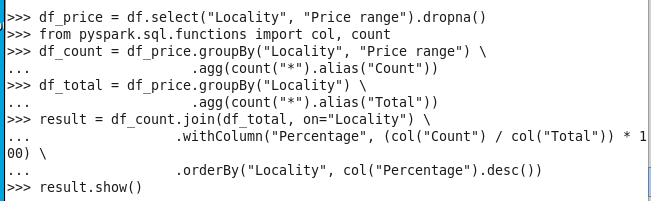 >>> df_price = df.select("Locality", "Price range").dropna()
>>> from pyspark.sql.functions import col, count
>>> df_count = df_price.groupBy("Locality", "Price range") \
...                    .agg(count("*").alias("Count"))
>>> df_total = df_price.groupBy("Locality") \
...                    .agg(count("*").alias("Total"))
>>> result = df_count.join(df_total, on="Locality") \
...                  .withColumn("Percentage", (col("Count") / col("Total")) * 1
00) \
...                  .orderBy("Locality", col("Percentage").desc())
>>> result.show()